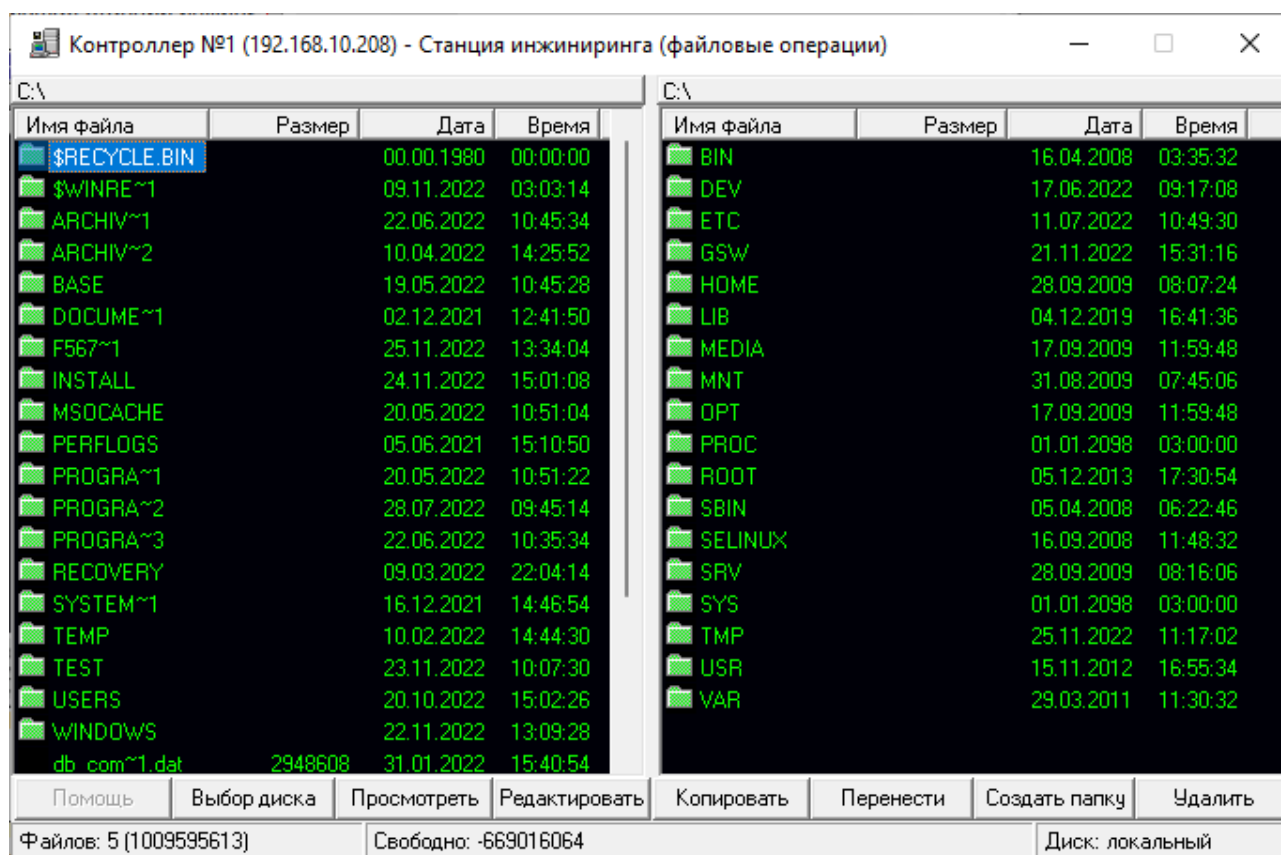 Контроллер №1 (192.168.10.208) - Станция инжиниринга (файловые операции)
C:\ C:\
Имя файла Размер Дата Время Имя файла Размер Дата Время
$RECYCLE.BIN 00.00.1980 00:00:00 BIN 16.04.2008 03:35:32
$WINRE~1 09.11.2022 03:03:14 DEV 17.06.2022 09:17:08
ARCHIV~1 22.06.2022 10:45:34 ETC 11.07.2022 10:49:30
ARCHIV~2 10.04.2022 14:25:52 GSW 21.11.2022 15:31:16
BASE 19.05.2022 10:45:28 HOME 28.09.2009 08:07:24
DOCUME~1 02.12.2021 12:41:50 LIB 04.12.2019 16:41:36
F567~1 25.11.2022 13:34:04 MEDIA 17.09.2009 11:59:48
INSTALL 24.11.2022 15:01:08 MNT 31.08.2009 07:45:06
MSOCACHE 20.05.2022 10:51:04 OPT 17.09.2009 11:59:48
PERFLOGS 05.06.2021 15:10:50 PROC 01.01.2098 03:00:00
PROGRA~1 20.05.2022 10:51:22 ROOT 05.12.2013 17:30:54
PROGRA~2 28.07.2022 09:45:14 SBIN 05.04.2008 06:22:46
PROGRA~3 22.06.2022 10:35:34 SELINUX 16.09.2008 11:48:32
RECOVERY 09.03.2022 22:04:14 SRV 28.09.2009 08:16:06
SYSTEM~1 16.12.2021 14:46:54 SYS 01.01.2098 03:00:00
TEMP 10.02.2022 14:44:30 TMP 25.11.2022 11:17:02
TEST 23.11.2022 10:07:30 USR 15.11.2012 16:55:34
USERS 20.10.2022 15:02:26 VAR 29.03.2011 11:30:32
WINDOWS 22.11.2022 13:09:28
db_com~1.dat 2948608 31.01.2022 15:40:54
Помощь Выбор диска Просмотреть Редактировать Копировать Перенести Создать папку Удалить
Файлов: 5 (1009595613) Свободно: -669016064 Диск: локальный